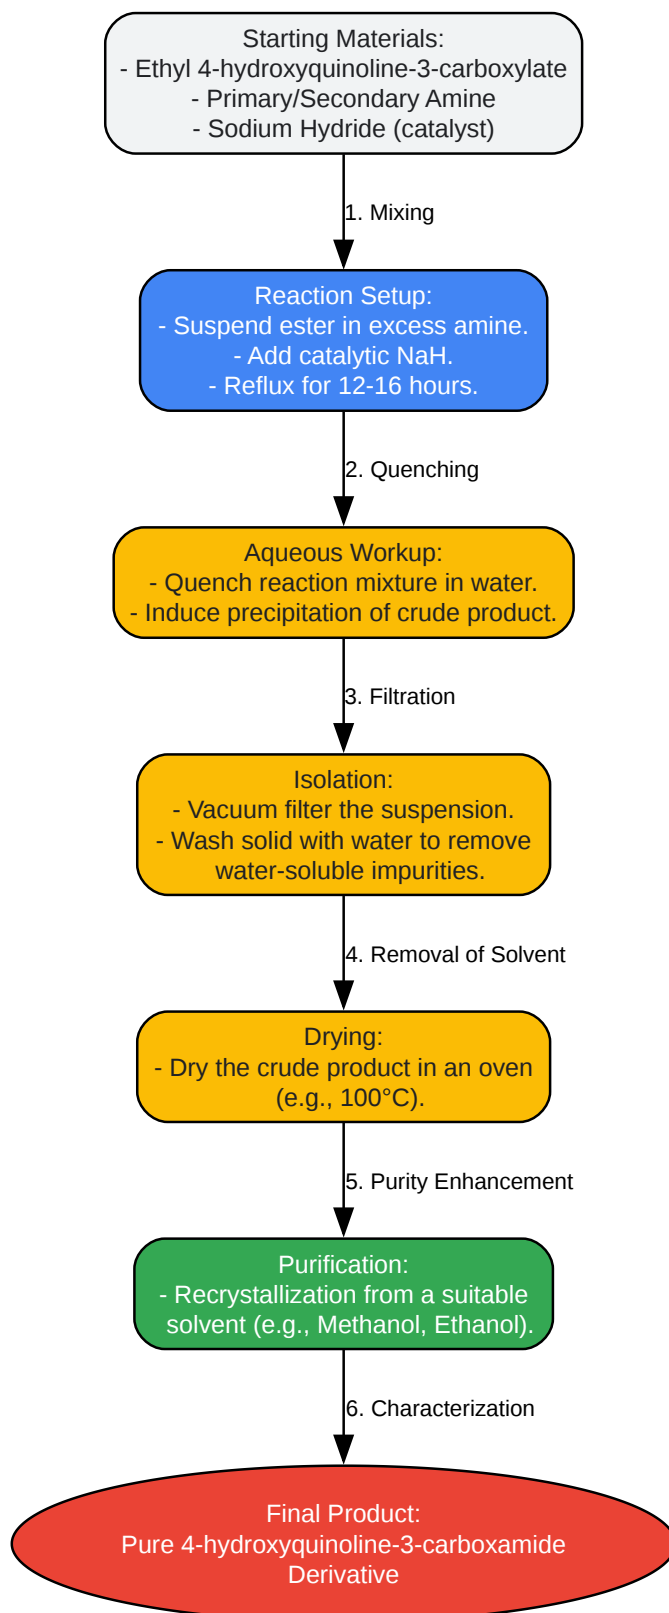 Starting Materials:
- Ethyl 4-hydroxyquinoline-3-carboxylate
- Primary/Secondary Amine
- Sodium Hydride (catalyst)
1. Mixing
Reaction Setup:
- Suspend ester in excess amine.
- Add catalytic NaH.
- Reflux for 12-16 hours.
2. Quenching
Aqueous Workup:
- Quench reaction mixture in water.
- Induce precipitation of crude product.
3. Filtration
Isolation:
- Vacuum filter the suspension.
- Wash solid with water to remove
water-soluble impurities.
4. Removal of Solvent
Drying:
- Dry the crude product in an oven
(e.g., 100°C).
5. Purity Enhancement
Purification:
- Recrystallization from a suitable
solvent (e.g., Methanol, Ethanol).
6. Characterization
Final Product:
Pure 4-hydroxyquinoline-3-carboxamide
Derivative